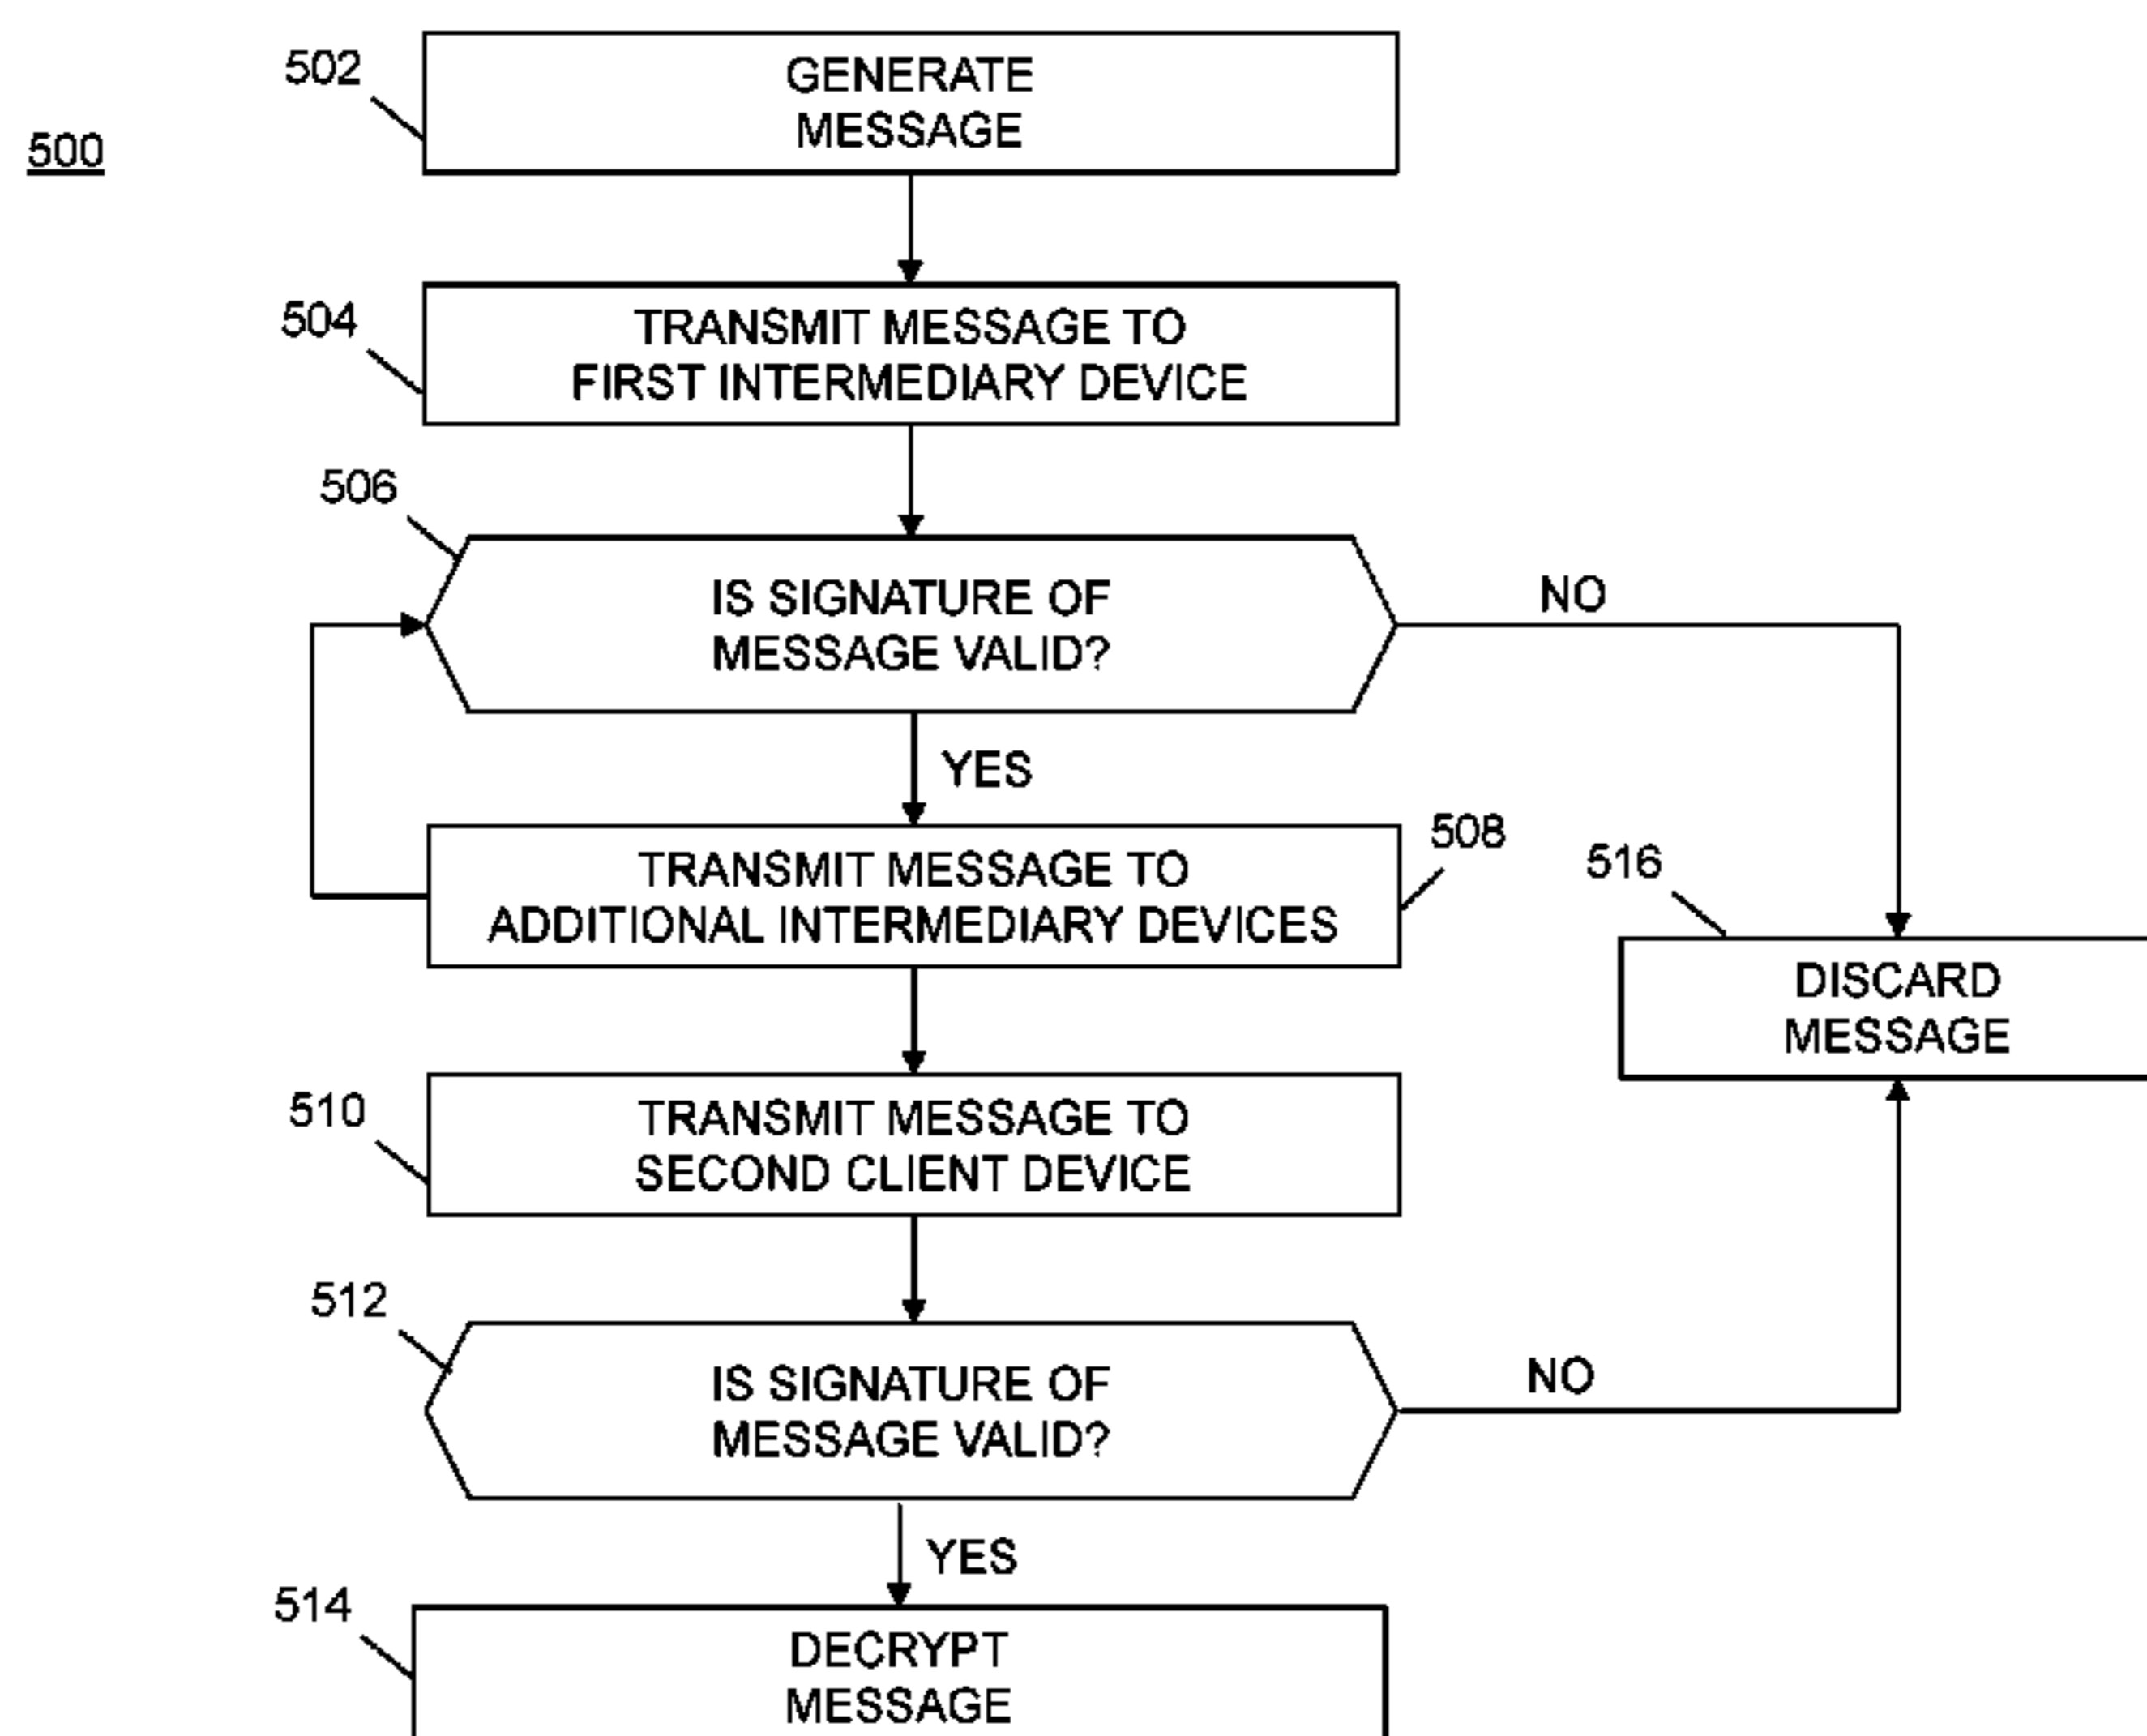 502
GENERATE
MESSAGE
500
504
TRANSMIT MESSAGE TO
FIRST INTERMEDIARY DEVICE
506
IS SIGNATURE OF
MESSAGE VALID?
NO
YES
508
TRANSMIT MESSAGE TO
ADDITIONAL INTERMEDIARY DEVICES
516
DISCARD
MESSAGE
510
TRANSMIT MESSAGE TO
SECOND CLIENT DEVICE
512
IS SIGNATURE OF
MESSAGE VALID?
NO
YES
514
DECRYPT
MESSAGE